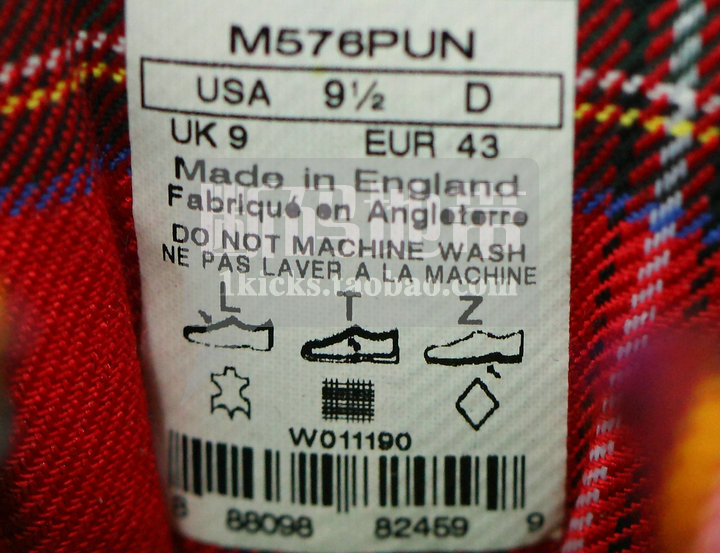 M576PUN
USA 9½ D
UK 9 EUR 43
Made in England
Fabriqué en Angleterre
DO NOT MACHINE WASH
NE PAS LAVER A LA MACHINE
1kicks.taobao.com
L T Z
W011190
8 88098 82459 9